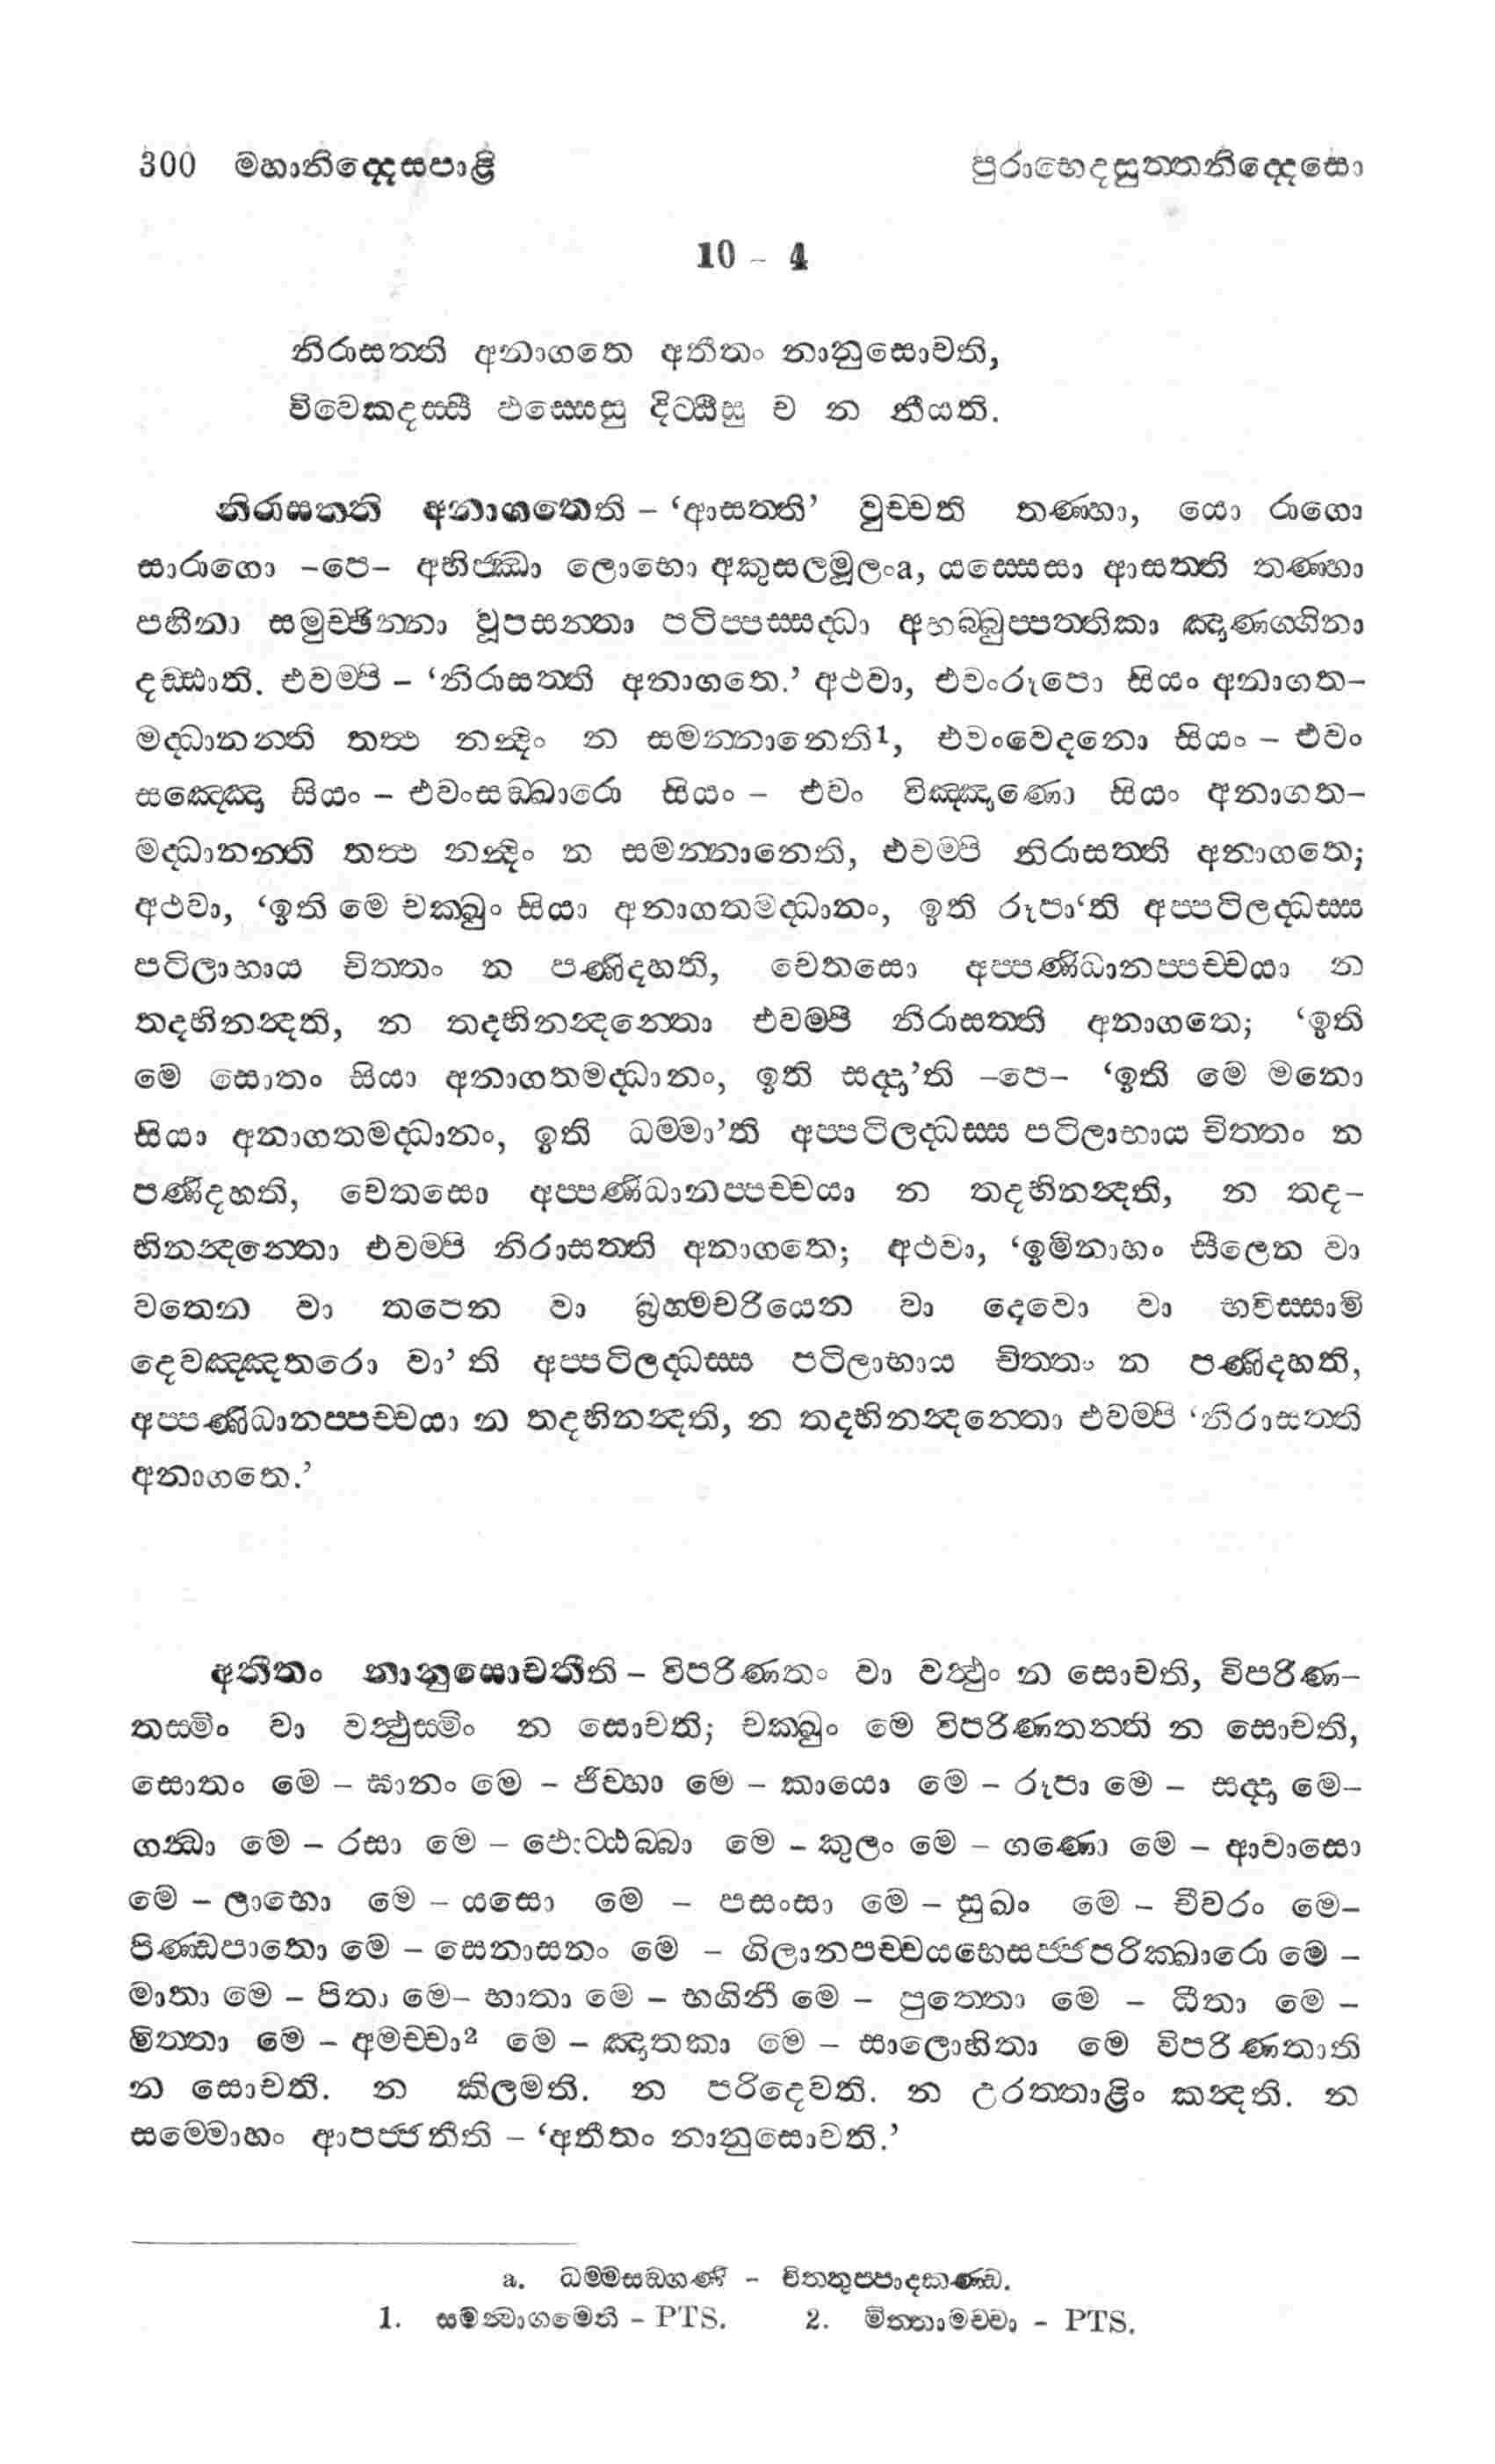 300 මහානිද්දෙසපාළි පුරාභෙදසුත්තනිද්දෙසො
10 - 4
නිරාසත්ති අනාගතෙ අතීතං නානුසොචති,
විවෙකදස්සී ඵස්සෙසු දිට්ඨීසු ච න නීයති.
නිරාසත්ති අනාගතෙති – ‘ආසත්ති’ වුච්චති තණ්හා, යො රාගො
සාරාගො –පෙ– අභිජ්ඣා ලොභො අකුසලමූලංa, යස්සෙසා ආසත්ති තණ්හා
පහීනා සමුච්ඡින්නා වූපසන්තා පටිප්පස්සද්ධා අභබ්බුප්පත්තිකා ඤාණග්ගිනා
දඩ්ඪාති. එවම්පි – ‘නිරාසත්ති අනාගතෙ.’ අථවා, එවංරූපො සියං අනාගත–
මද්ධානන්ති තත්ථ නන්දිං න සමන්නානෙති¹, එවංවෙදනො සියං – එවං
සඤ්ඤො සියං – එවංසඞ්ඛාරො සියං – එවං විඤ්ඤාණො සියං අනාගත–
මද්ධානන්ති තත්ථ නන්දිං න සමන්නානෙති, එවම්පි නිරාසත්ති අනාගතෙ;
අථවා, ‘ඉති මෙ චක්ඛුං සියා අනාගතමද්ධානං, ඉති රූපා‘ති අප්පටිලද්ධස්ස
පටිලාභාය චිත්තං න පණිදහති, චෙතසො අප්පණිධානප්පච්චයා න
තදභිනන්දති, න තදභිනන්දන්තො එවම්පි නිරාසත්ති අනාගතෙ; ‘ඉති
මෙ සොතං සියා අනාගතමද්ධානං, ඉති සද්දා’ති –පෙ– ‘ඉති මෙ මනො
සියා අනාගතමද්ධානං, ඉති ධම්මා’ති අප්පටිලද්ධස්ස පටිලාභාය චිත්තං න
පණිදහති, චෙතසො අප්පණිධානප්පච්චයා න තදභිනන්දති, න තද–
භිනන්දන්තො එවම්පි නිරාසත්ති අනාගතෙ; අථවා, ‘ඉමිනාහං සීලෙන වා
වතෙන වා තපෙන වා බ්‍රහ්මචරියෙන වා දෙවො වා භවිස්සාමි
දෙවඤ්ඤතරො වා’ ති අප්පටිලද්ධස්ස පටිලාභාය චිත්තං න පණිදහති,
අප්පණිධානප්පච්චයා න තදභිනන්දති, න තදභිනන්දන්තො එවම්පි ‘නිරාසත්ති
අනාගතෙ.’
අතීතං නානුසොචතීති – විපරිණතං වා වත්ථුං න සොචති, විපරිණ–
තස්මිං වා වත්ථුස්මිං න සොචති; චක්ඛුං මෙ විපරිණතන්ති න සොචති,
සොතං මෙ – ඝානං මෙ – ජිව්හා මෙ – කායො මෙ – රූපා මෙ – සද්දා මෙ–
ගන්ධා මෙ – රසා මෙ – ඵොට්ඨබ්බා මෙ – කුලං මෙ – ගණො මෙ – ආවාසො
මෙ – ලාභො මෙ – යසො මෙ – පසංසා මෙ – සුඛං මෙ – චීවරං මෙ–
පිණ්ඩපාතො මෙ – සෙනාසනං මෙ – ගිලානපච්චයභෙසජ්ජපරික්ඛාරො මෙ –
මාතා මෙ – පිතා මෙ– භාතා මෙ – භගිනී මෙ – පුත්තො මෙ – ධීතා මෙ –
මිත්තා මෙ – අමච්චා² මෙ – ඤාතකා මෙ – සාලොහිතා මෙ විපරිණතාති
න සොචති. න කිලමති. න පරිදෙවති. න උරත්තාළිං කන්දති. න
සම්මොහං ආපජ්ජතීති – ‘අතීතං නානුසොචති.’
a. ධම්මසඞ්ගණි – චිත්තුප්පාදකණ්ඩ.
1. සමන්වාගමෙති – PTS. 2. මිත්තාමච්චා – PTS.